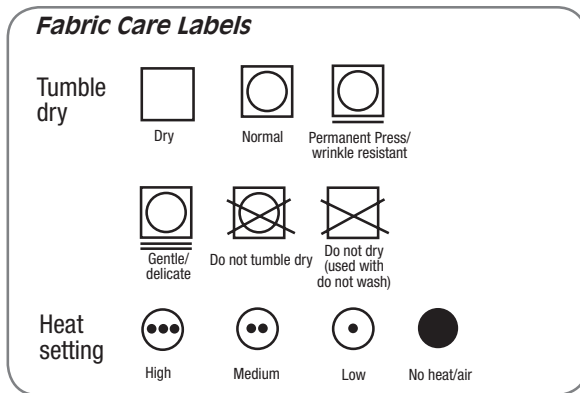 Fabric Care Labels
Tumble
dry
Dry
Normal
Permanent Press/
wrinkle resistant
Gentle/
delicate
Do not tumble dry
Do not dry
(used with
do not wash)
Heat
setting
High
Medium
Low
No heat/air